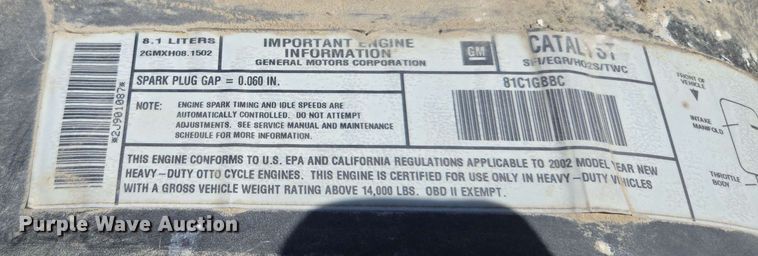 *2J901087*
8.1 LITERS
2GMXH08.1502
IMPORTANT ENGINE
INFORMATION
GENERAL MOTORS CORPORATION
GM
CATALYST
SFI/EGR/HO2S/TWC
SPARK PLUG GAP = 0.060 IN.
81C1GBBC
NOTE: ENGINE SPARK TIMING AND IDLE SPEEDS ARE
AUTOMATICALLY CONTROLLED. DO NOT ATTEMPT
ADJUSTMENTS. SEE SERVICE MANUAL AND MAINTENANCE
SCHEDULE FOR MORE INFORMATION.
THIS ENGINE CONFORMS TO U.S. EPA AND CALIFORNIA REGULATIONS APPLICABLE TO 2002 MODEL YEAR NEW
HEAVY-DUTY OTTO CYCLE ENGINES. THIS ENGINE IS CERTIFIED FOR USE ONLY IN HEAVY-DUTY VEHICLES
WITH A GROSS VEHICLE WEIGHT RATING ABOVE 14,000 LBS. OBD II EXEMPT.
FRONT OF
VEHICLE
INTAKE
MANIFOLD
THROTTLE
BODY
Purple Wave Auction